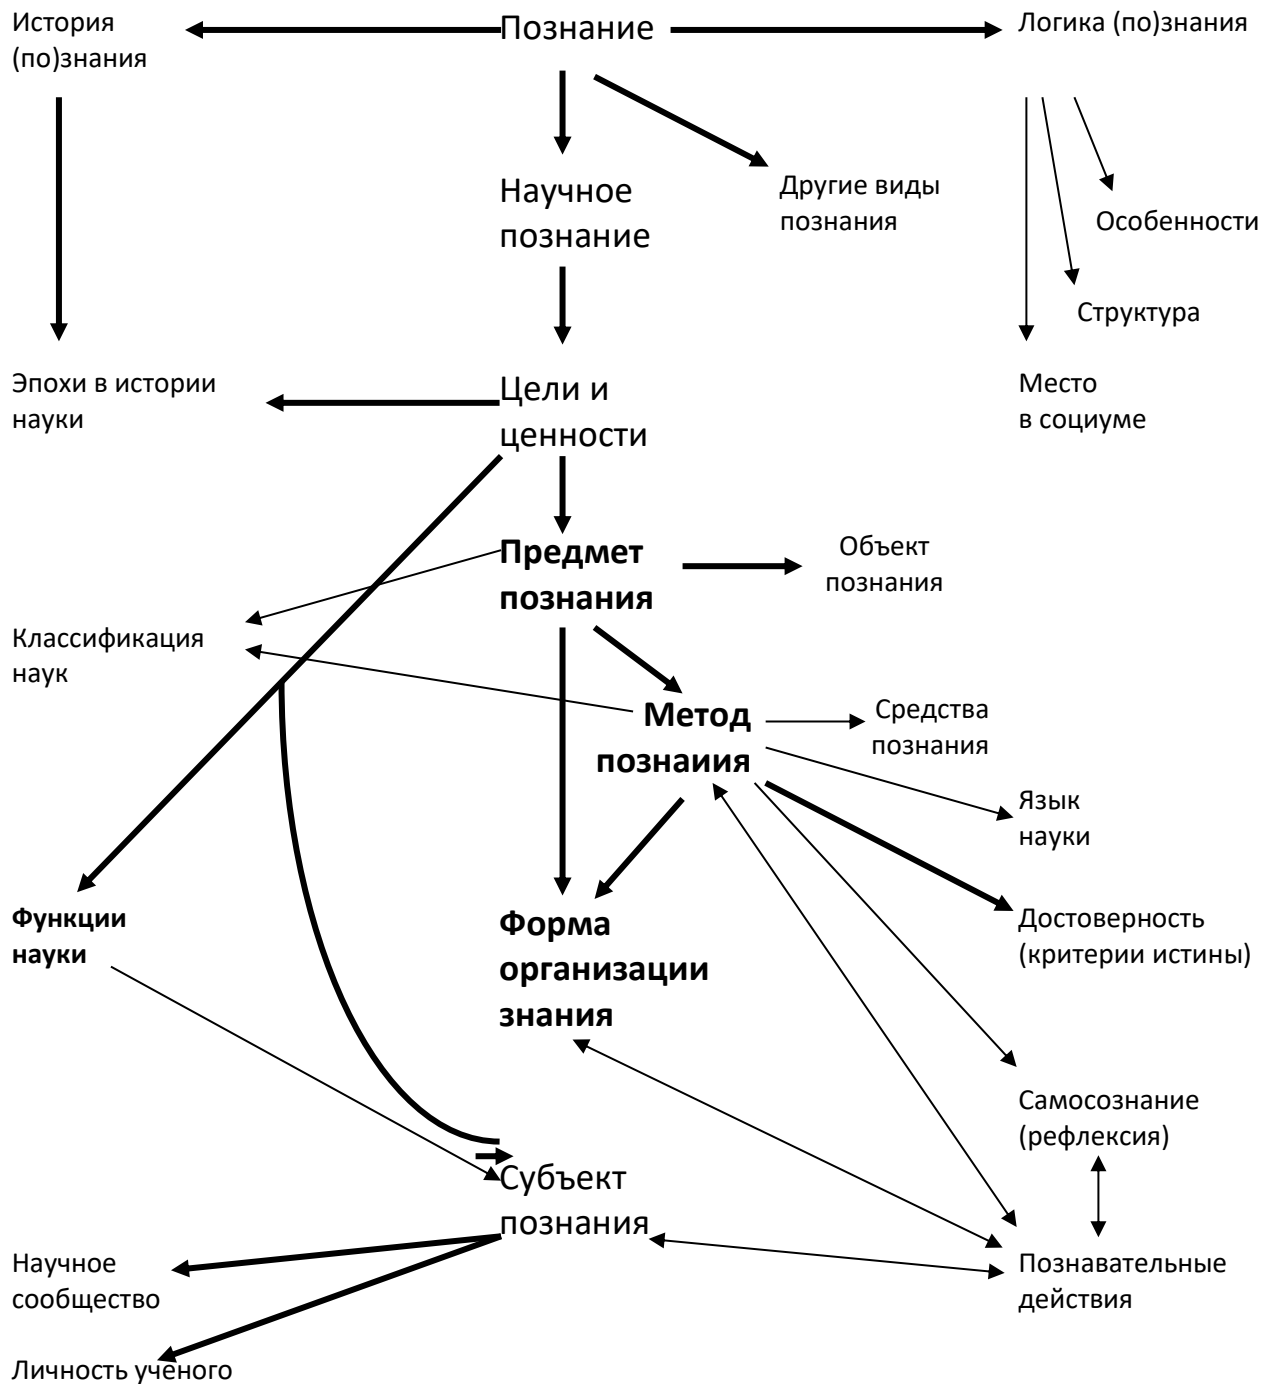 История
(по)знания
Познание
Логика (по)знания
Научное
познание
Другие виды
познания
Особенности
Структура
Эпохи в истории
науки
Цели и
ценности
Место
в социуме
Предмет
познания
Объект
познания
Классификация
наук
Метод
познаиия
Средства
познания
Язык
науки
Функции
науки
Форма
организации
знания
Достоверность
(критерии истины)
Самосознание
(рефлексия)
Субъект
познания
Научное
сообщество
Познавательные
действия
Личность ученого